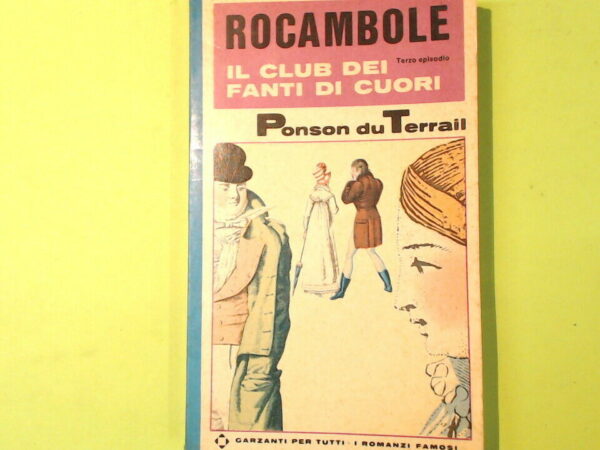 ROCAMBOLE
Terzo episodio
IL CLUB DEI
FANTI DI CUORI
Ponson du Terrail
GARZANTI PER TUTTI · I ROMANZI FAMOSI